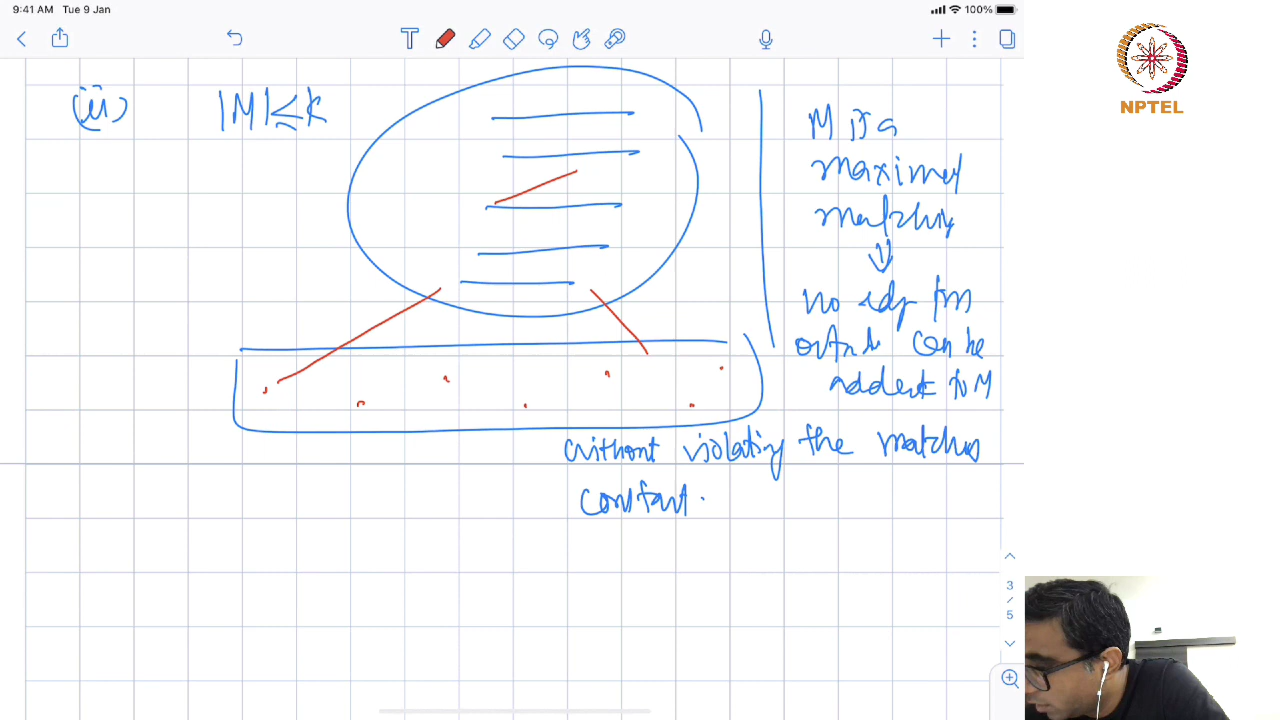 9:41 AM Tue 9 Jan
100%
NPTEL
(ii)
|M| ≤ k
M is a
maximal
matching
⇓
no edge from
outside can be
added to M
without violating the matching
constraint.
3
/
5